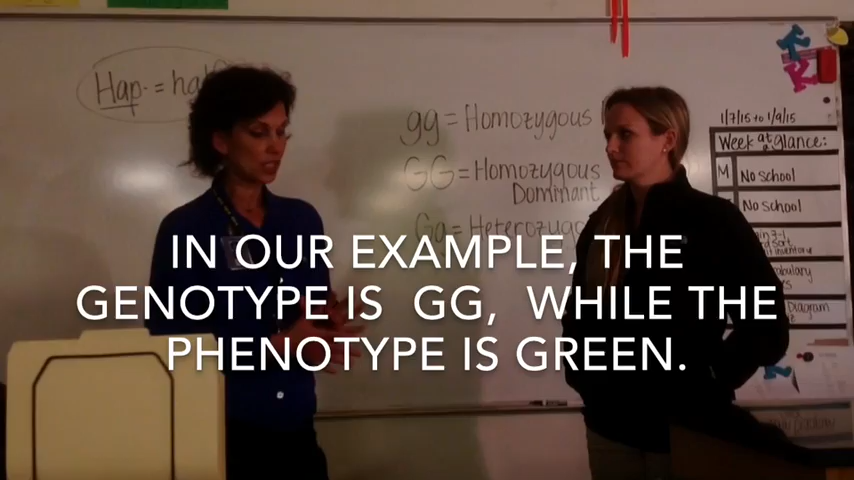 Hap. =
gg = Homozygous
GG = Homozygous
Dominant
1/7/15 to 1/9/15
Week at a glance:
M No school
No school
Diagram
IN OUR EXAMPLE, THE
GENOTYPE IS GG, WHILE THE
PHENOTYPE IS GREEN.